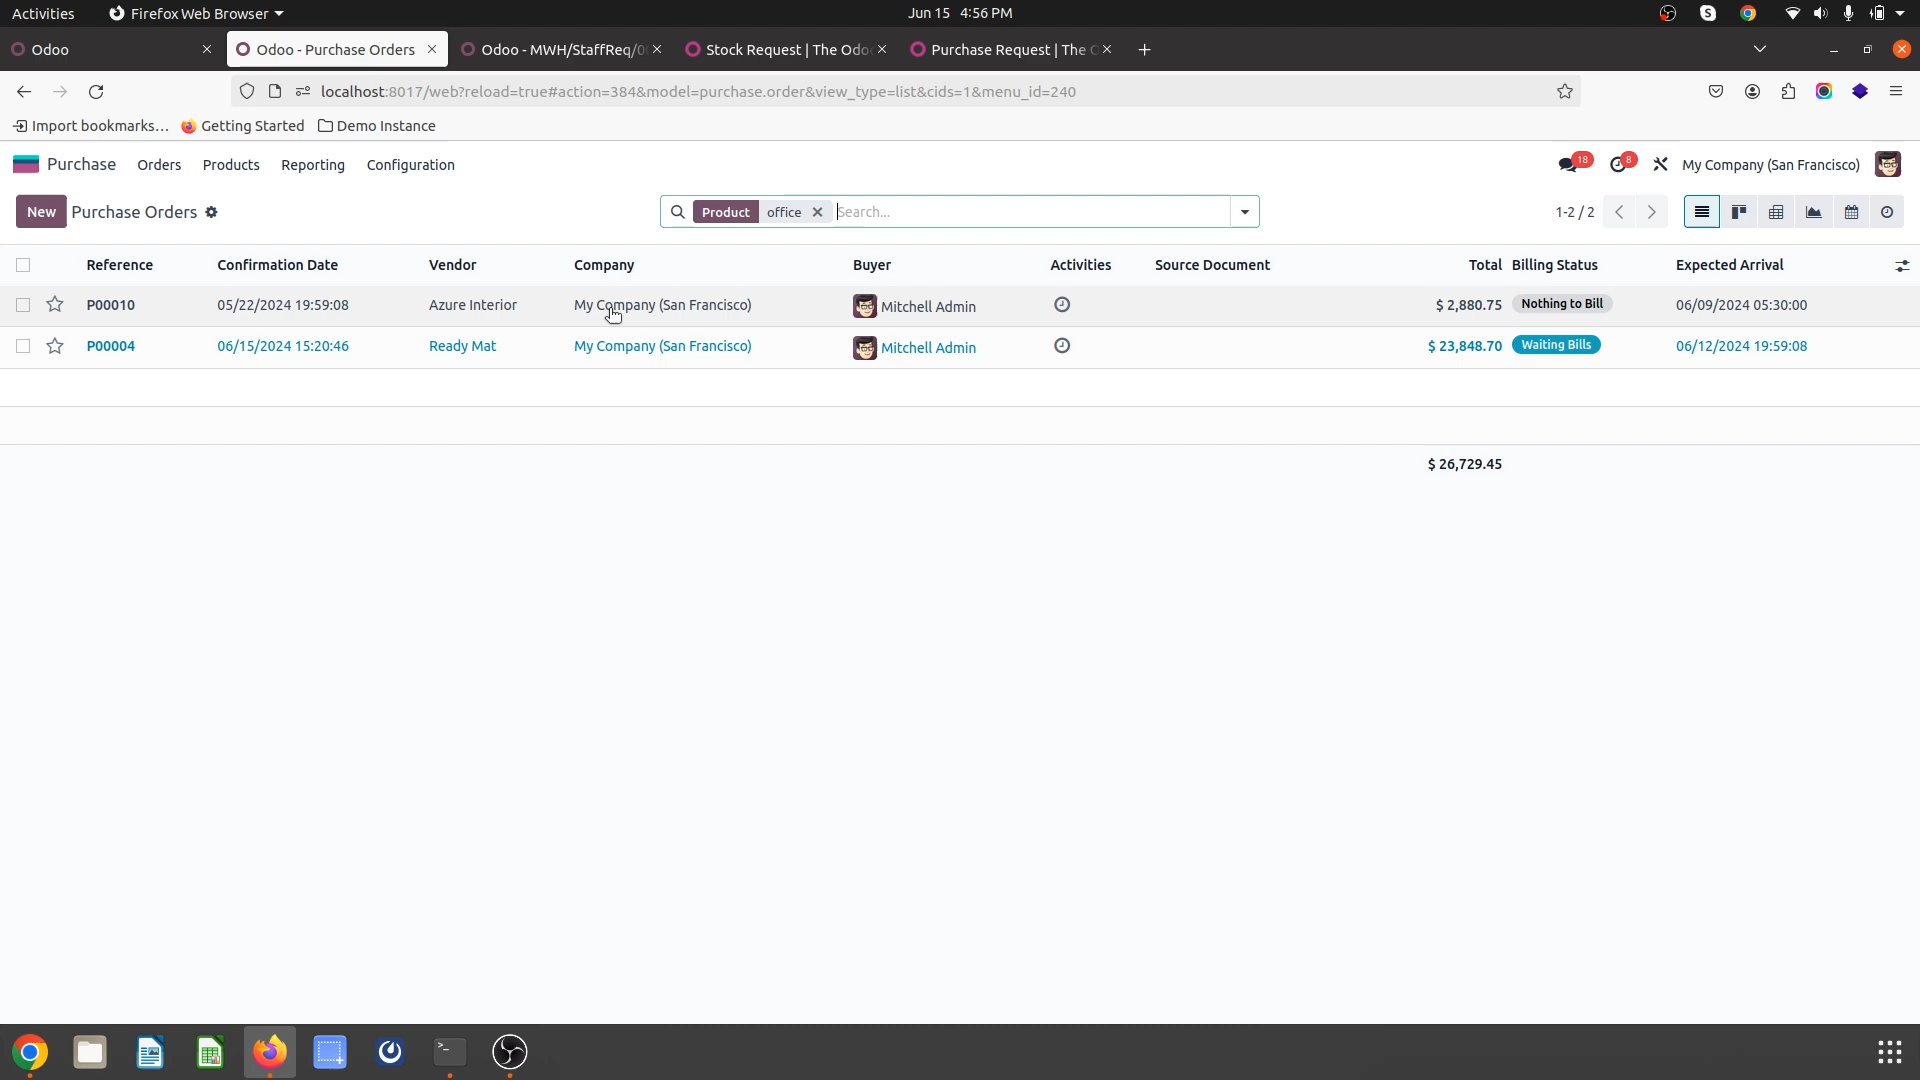 Activities Firefox Web Browser Jun 15 4:56 PM
Odoo Odoo - Purchase Orders Odoo - MWH/StaffReq/0 Stock Request | The Odo Purchase Request | The
localhost:8017/web?reload=true#action=384&model=purchase.order&view_type=list&cids=1&menu_id=240
Import bookmarks... Getting Started Demo Instance
Purchase Orders Products Reporting Configuration 18 8 My Company (San Francisco)
New Purchase Orders Product office Search... 1-2 / 2
Reference Confirmation Date Vendor Company Buyer Activities Source Document Total Billing Status Expected Arrival
P00010 05/22/2024 19:59:08 Azure Interior My Company (San Francisco) Mitchell Admin $ 2,880.75 Nothing to Bill 06/09/2024 05:30:00
P00004 06/15/2024 15:20:46 Ready Mat My Company (San Francisco) Mitchell Admin $ 23,848.70 Waiting Bills 06/12/2024 19:59:08
$ 26,729.45